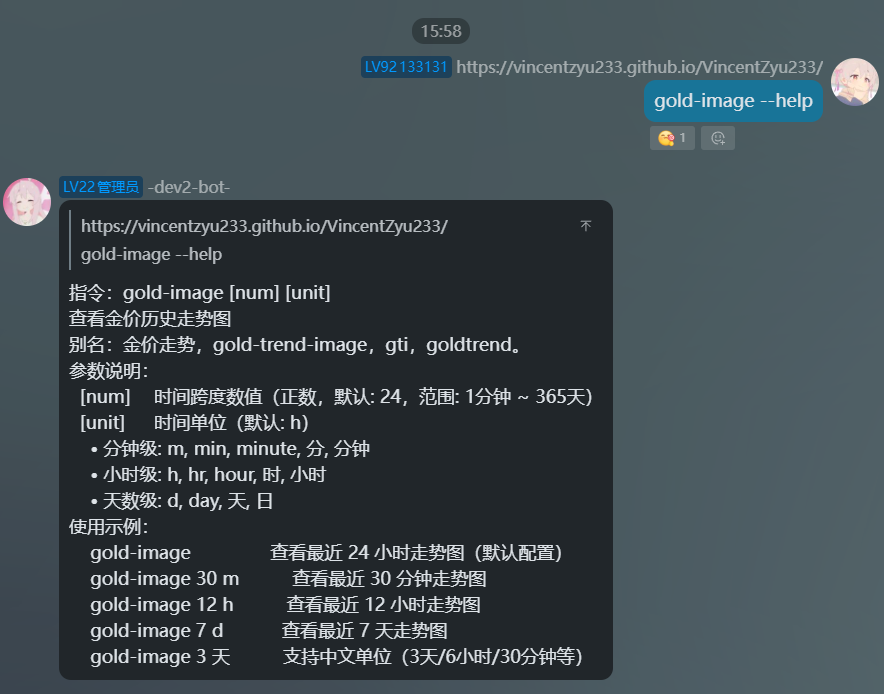 15:58
LV92 133131 https://vincentzyu233.github.io/VincentZyu233/
gold-image --help
1
LV22 管理员 -dev2-bot-
https://vincentzyu233.github.io/VincentZyu233/
gold-image --help
指令：gold-image [num] [unit]
查看金价历史走势图
别名：金价走势，gold-trend-image，gti，goldtrend。
参数说明：
[num] 时间跨度数值（正数，默认: 24，范围: 1分钟 ~ 365天）
[unit] 时间单位（默认: h）
• 分钟级: m, min, minute, 分, 分钟
• 小时级: h, hr, hour, 时, 小时
• 天数级: d, day, 天, 日
使用示例：
gold-image 查看最近 24 小时走势图（默认配置）
gold-image 30 m 查看最近 30 分钟走势图
gold-image 12 h 查看最近 12 小时走势图
gold-image 7 d 查看最近 7 天走势图
gold-image 3 天 支持中文单位（3天/6小时/30分钟等）